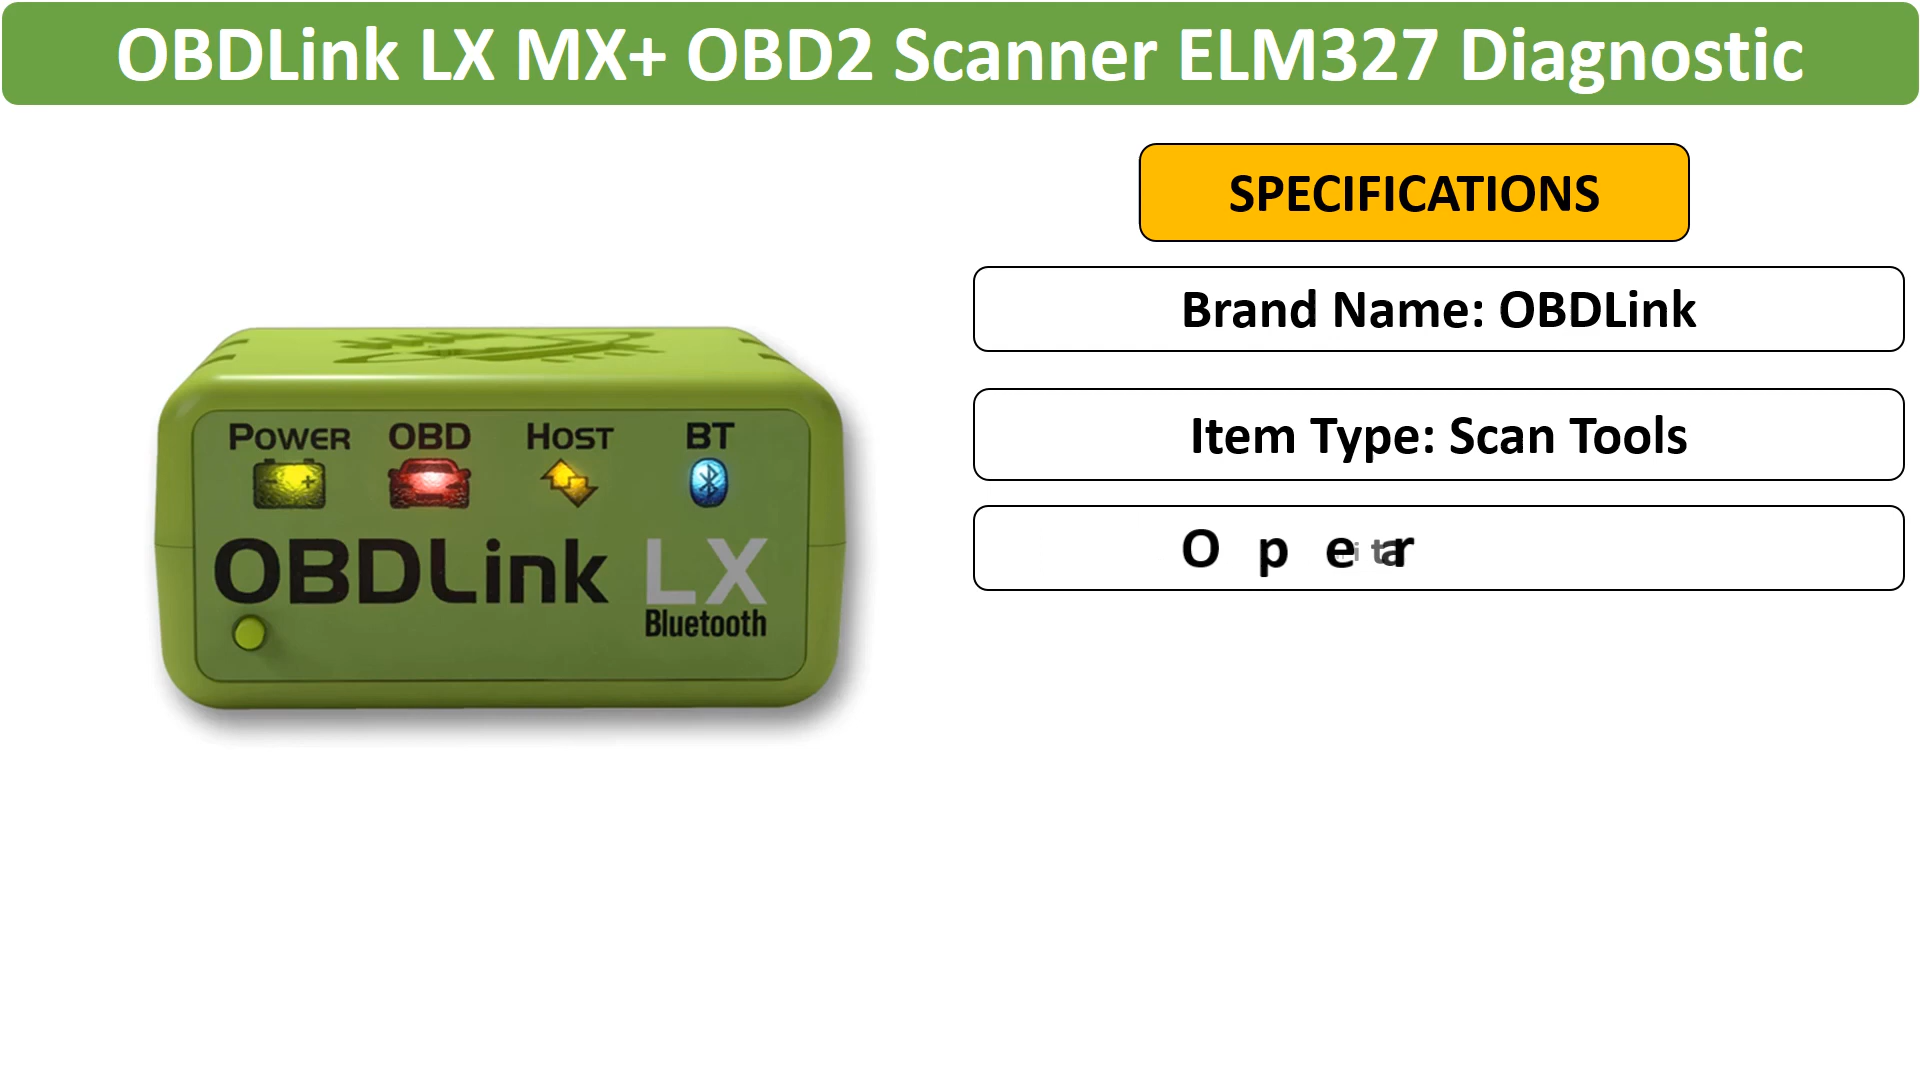 OBDLink LX MX+ OBD2 Scanner ELM327 Diagnostic
SPECIFICATIONS
Brand Name: OBDLink
Item Type: Scan Tools
POWER OBD HOST BT
OBDLink LX
Bluetooth